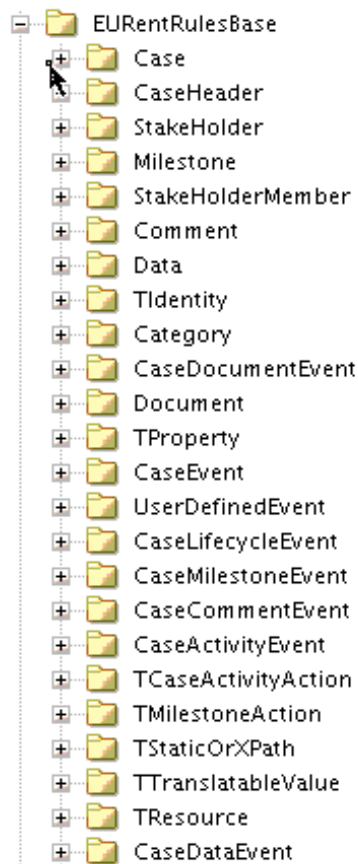 EURentRulesBase
Case
CaseHeader
StakeHolder
Milestone
StakeHolderMember
Comment
Data
TIdentity
Category
CaseDocumentEvent
Document
TProperty
CaseEvent
UserDefinedEvent
CaseLifecycleEvent
CaseMilestoneEvent
CaseCommentEvent
CaseActivityEvent
TCaseActivityAction
TMilestoneAction
TStaticOrXPath
TTranslatableValue
TResource
CaseDataEvent